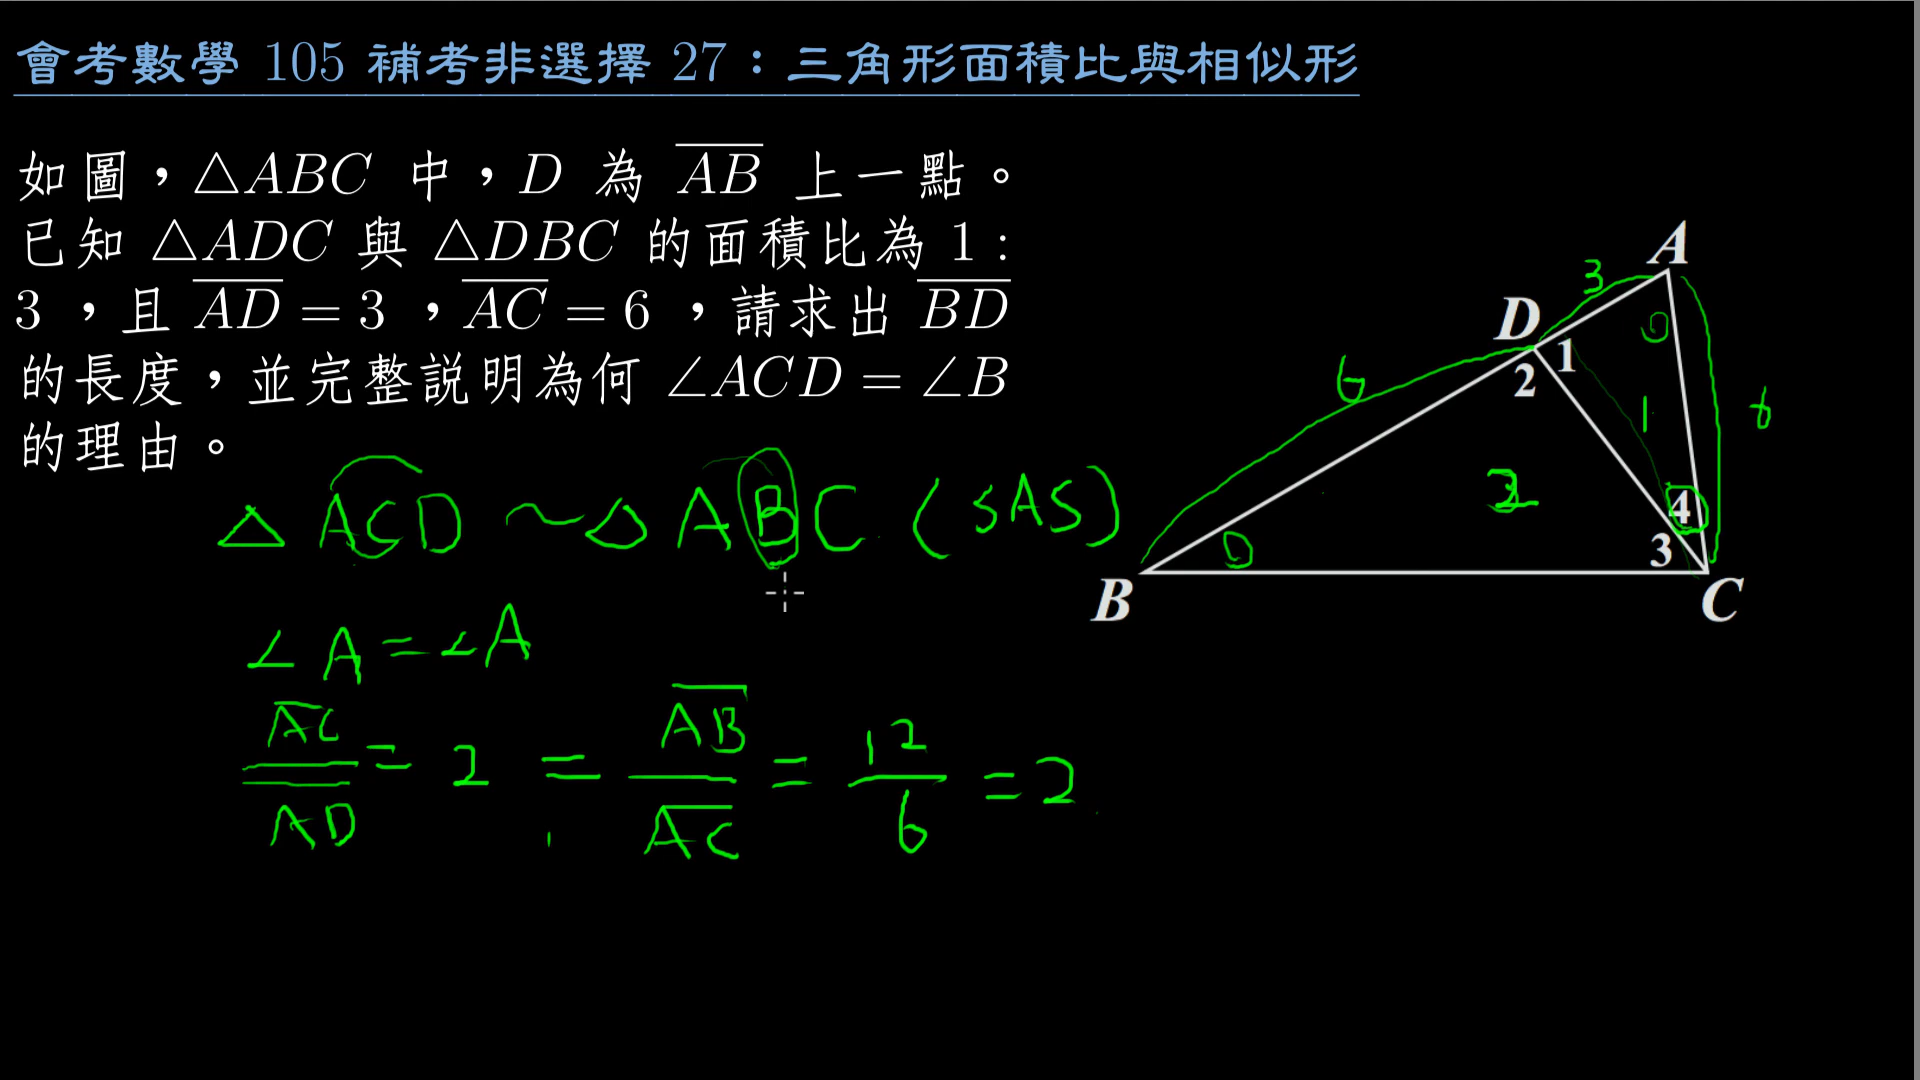 會考數學 105 補考非選擇 27：三角形面積比與相似形
如圖，△ABC 中，D 為 AB 上一點。
已知 △ADC 與 △DBC 的面積比為 1 :
3 ，且 AD = 3 ，AC = 6 ，請求出 BD
的長度，並完整説明為何 ∠ACD = ∠B
的理由。
△ ACD ~ △ ABC (SAS)
∠A = ∠A
AC/AD = 2 = AB/AC = 12/6 = 2
A
3
D
1
2
6
1
6
4
3
B
C